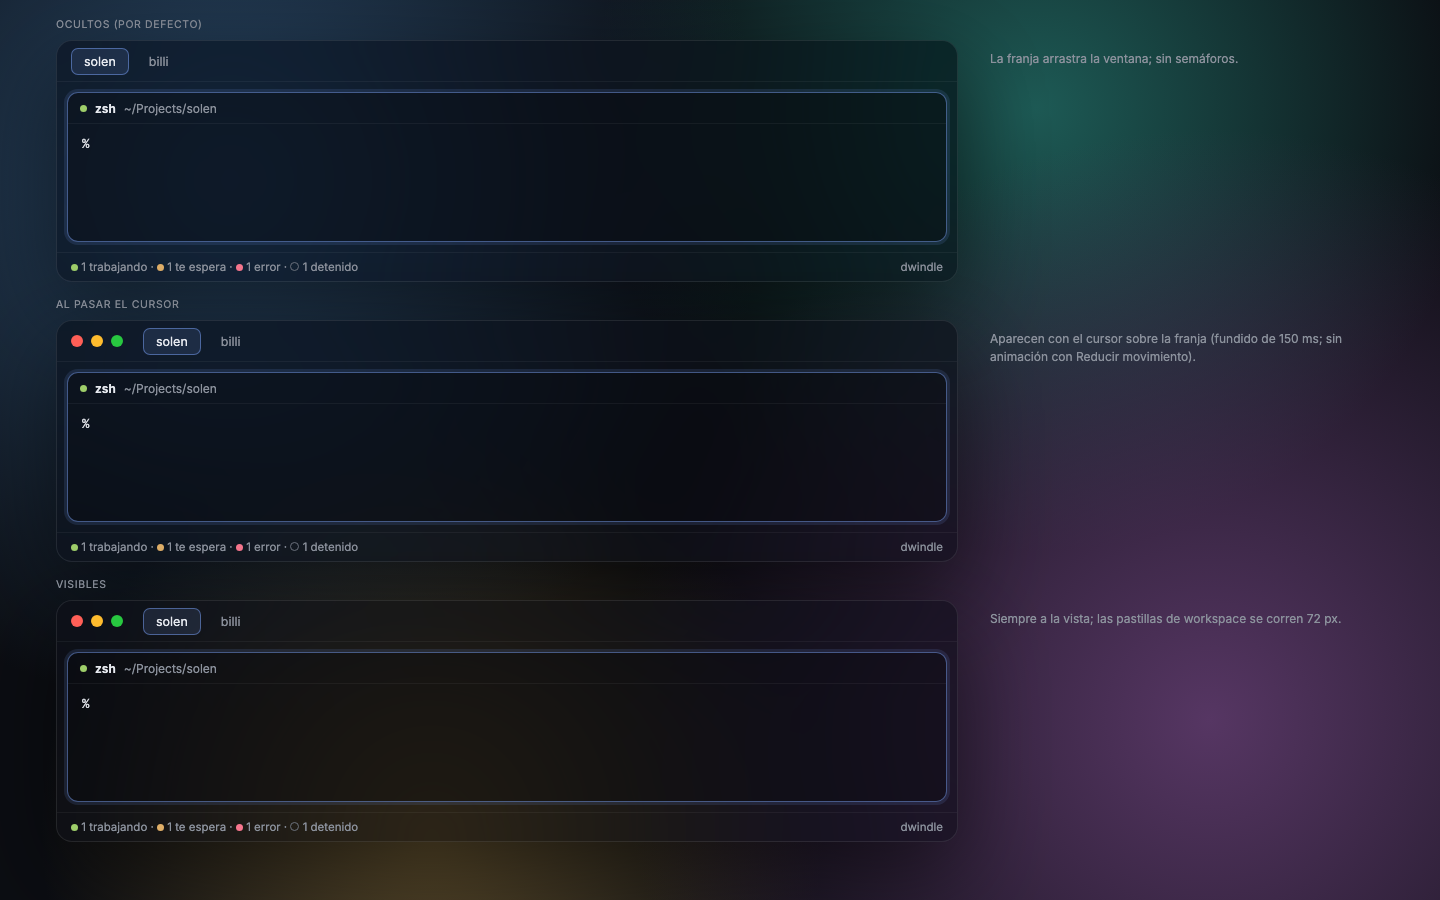 OCULTOS (POR DEFECTO)
solen billi
La franja arrastra la ventana; sin semáforos.
zsh ~/Projects/solen
%
1 trabajando · 1 te espera · 1 error · 1 detenido dwindle
AL PASAR EL CURSOR
solen billi
Aparecen con el cursor sobre la franja (fundido de 150 ms; sin
animación con Reducir movimiento).
zsh ~/Projects/solen
%
1 trabajando · 1 te espera · 1 error · 1 detenido dwindle
VISIBLES
solen billi
Siempre a la vista; las pastillas de workspace se corren 72 px.
zsh ~/Projects/solen
%
1 trabajando · 1 te espera · 1 error · 1 detenido dwindle